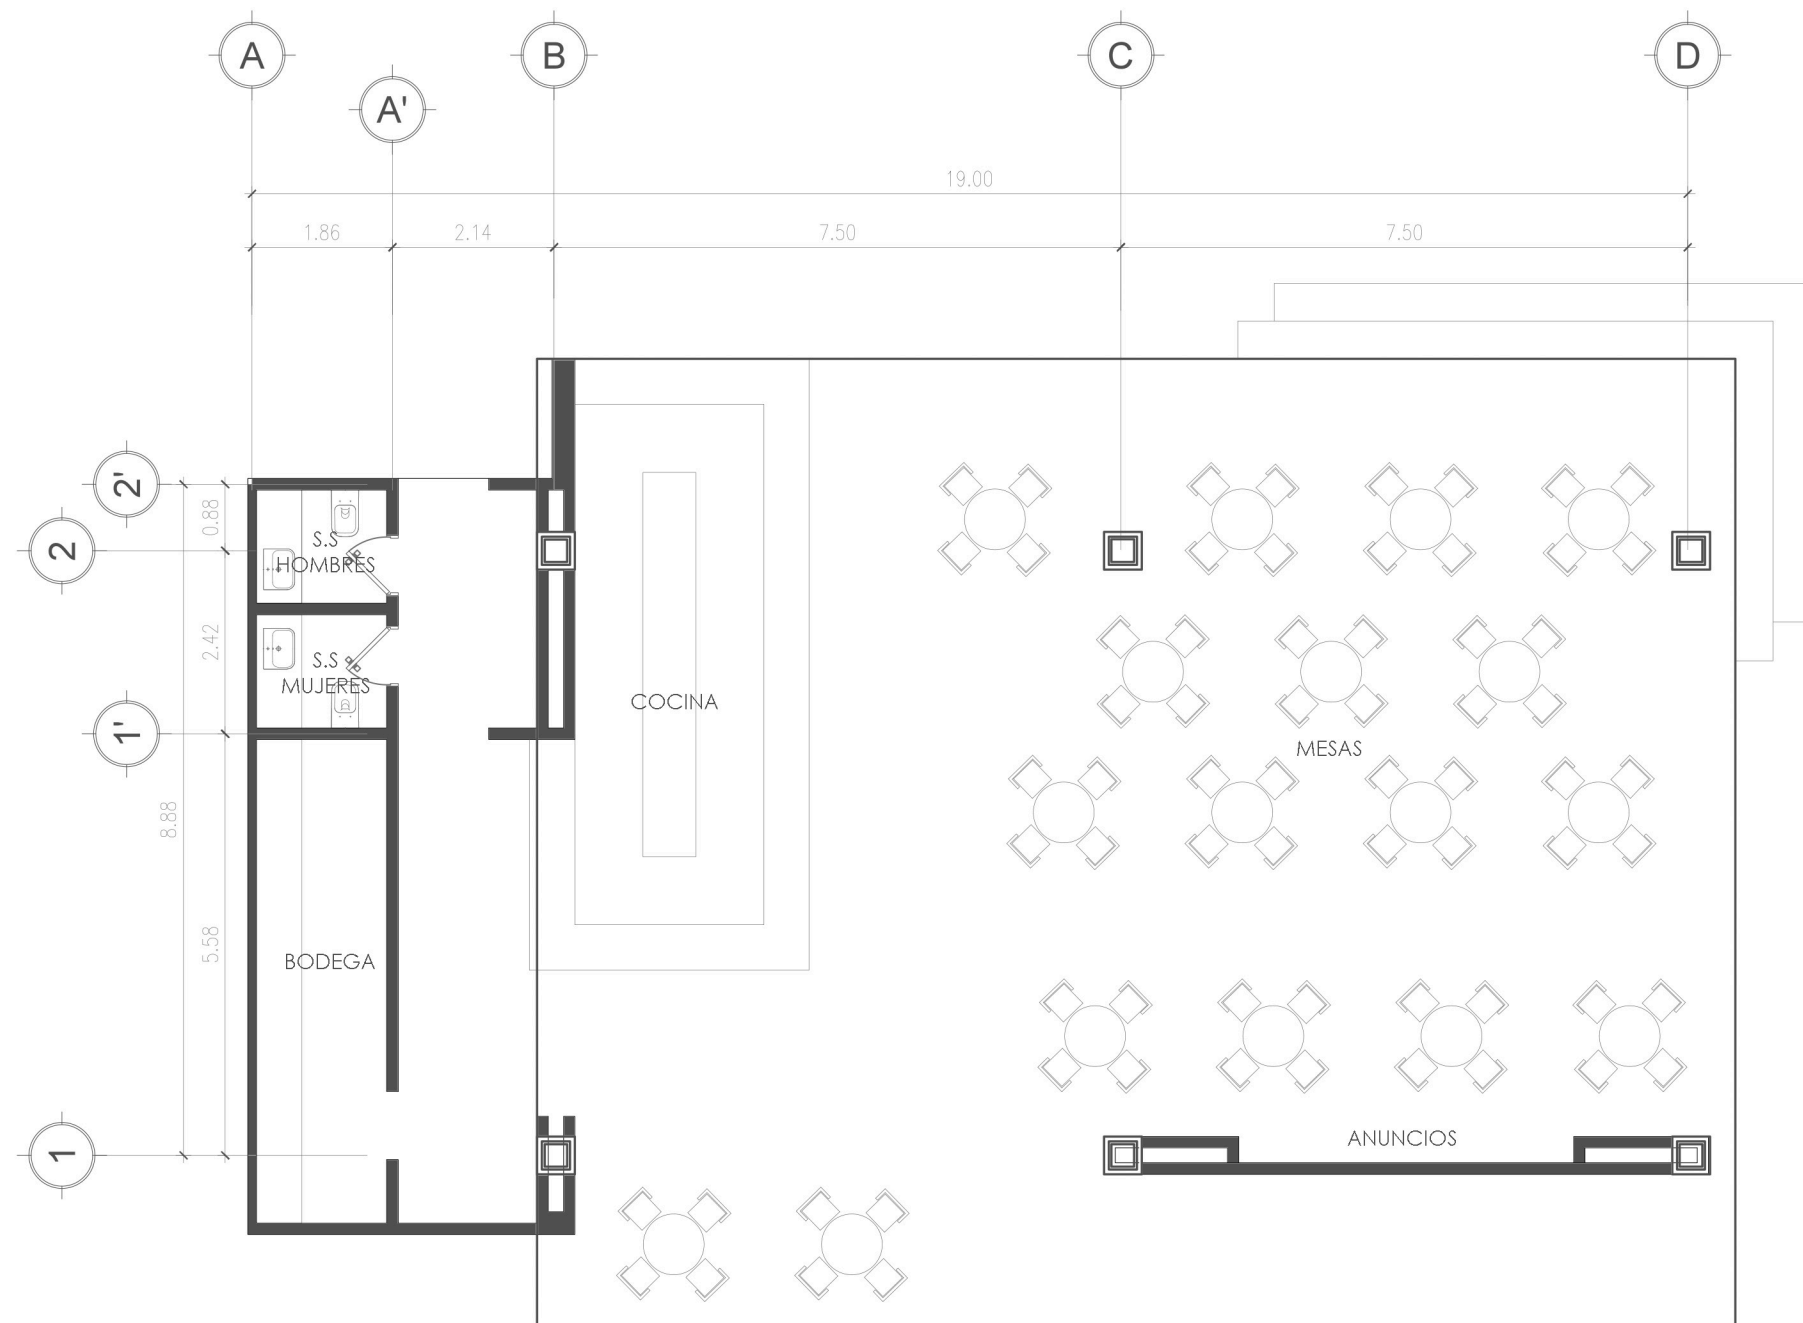 A
B
C
D
A'
19.00
1.86
2.14
7.50
7.50
2'
0.88
2
S.S
HOMBRES
2.42
S.S
MUJERES
COCINA
1'
MESAS
8.88
5.58
BODEGA
ANUNCIOS
1